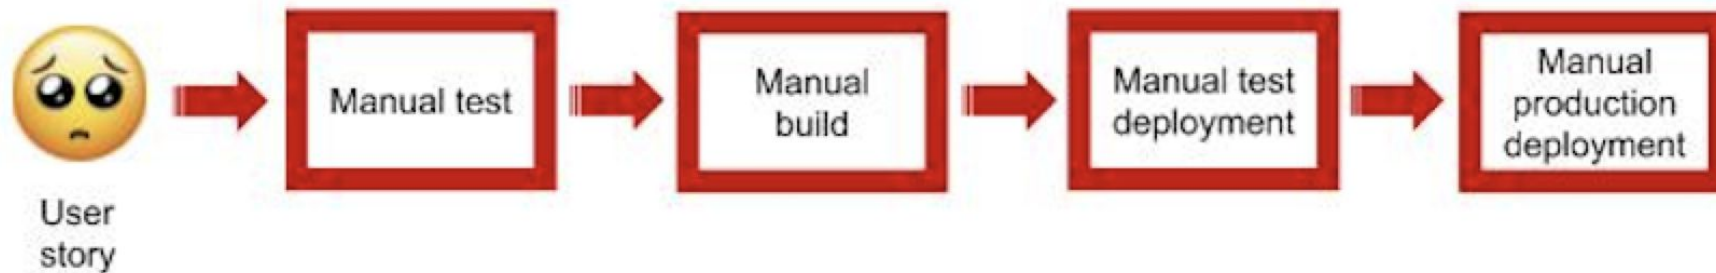 User
story
Manual test
Manual
build
Manual test
deployment
Manual
production
deployment